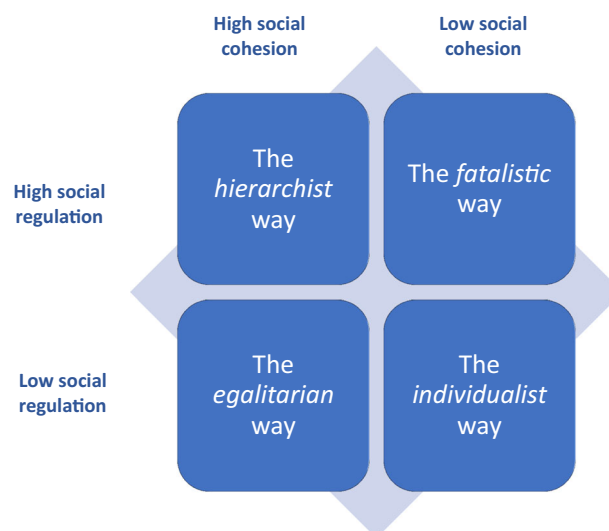 High social
cohesion
Low social
cohesion
High social
regulation
The
hierarchist
way
The fatalistic
way
Low social
regulation
The
egalitarian
way
The
individualist
way